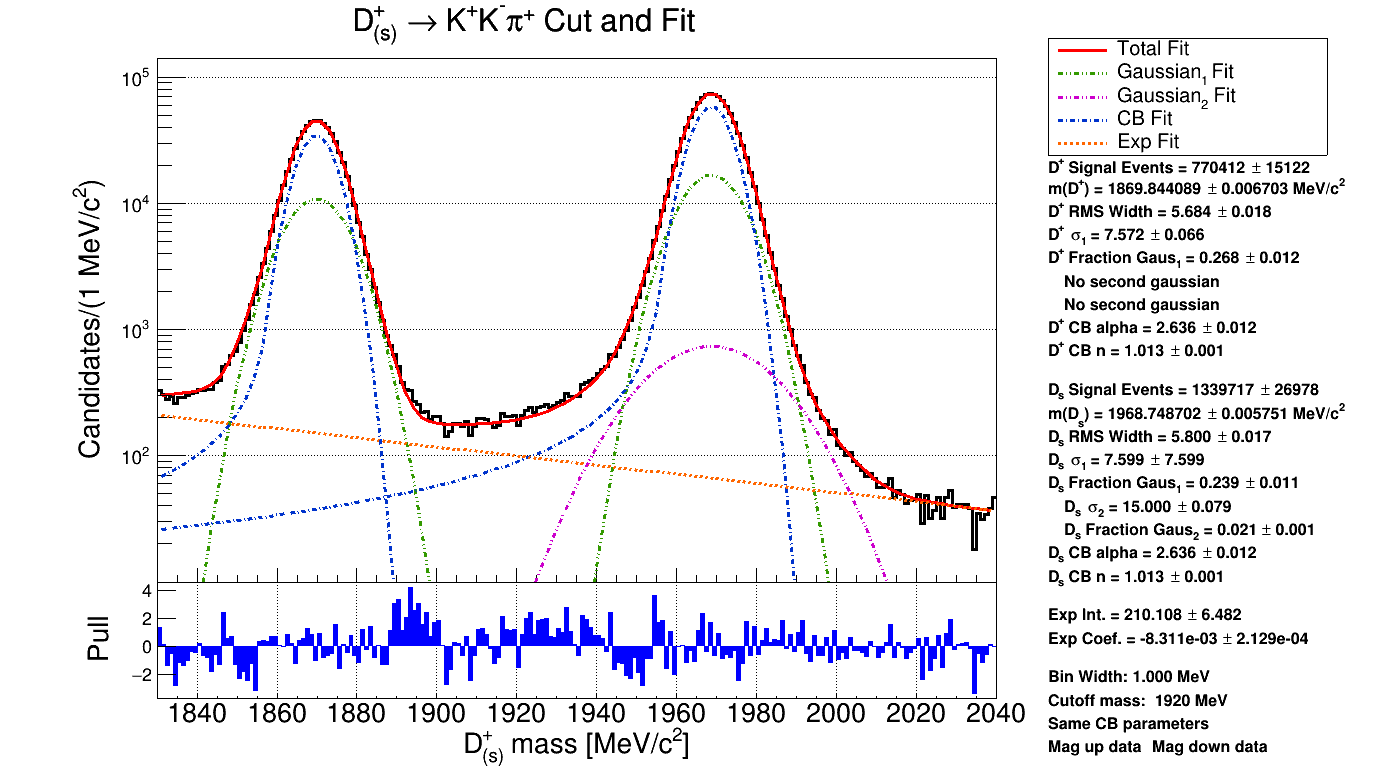 D⁺₍ₛ₎ → K⁺K⁻π⁺ Cut and Fit
Candidates/(1 MeV/c²)
10⁵
10⁴
10³
10²
Pull
4
2
0
−2
1840 1860 1880 1900 1920 1940 1960 1980 2000 2020 2040
D⁺₍ₛ₎ mass [MeV/c²]
Total Fit
Gaussian₁ Fit
Gaussian₂ Fit
CB Fit
Exp Fit
D⁺ Signal Events = 770412 ± 15122
m(D⁺) = 1869.844089 ± 0.006703 MeV/c²
D⁺ RMS Width = 5.684 ± 0.018
D⁺ σ₁ = 7.572 ± 0.066
D⁺ Fraction Gaus₁ = 0.268 ± 0.012
No second gaussian
No second gaussian
D⁺ CB alpha = 2.636 ± 0.012
D⁺ CB n = 1.013 ± 0.001
Dₛ Signal Events = 1339717 ± 26978
m(Dₛ) = 1968.748702 ± 0.005751 MeV/c²
Dₛ RMS Width = 5.800 ± 0.017
Dₛ σ₁ = 7.599 ± 7.599
Dₛ Fraction Gaus₁ = 0.239 ± 0.011
Dₛ σ₂ = 15.000 ± 0.079
Dₛ Fraction Gaus₂ = 0.021 ± 0.001
Dₛ CB alpha = 2.636 ± 0.012
Dₛ CB n = 1.013 ± 0.001
Exp Int. = 210.108 ± 6.482
Exp Coef. = -8.311e-03 ± 2.129e-04
Bin Width: 1.000 MeV
Cutoff mass: 1920 MeV
Same CB parameters
Mag up data Mag down data